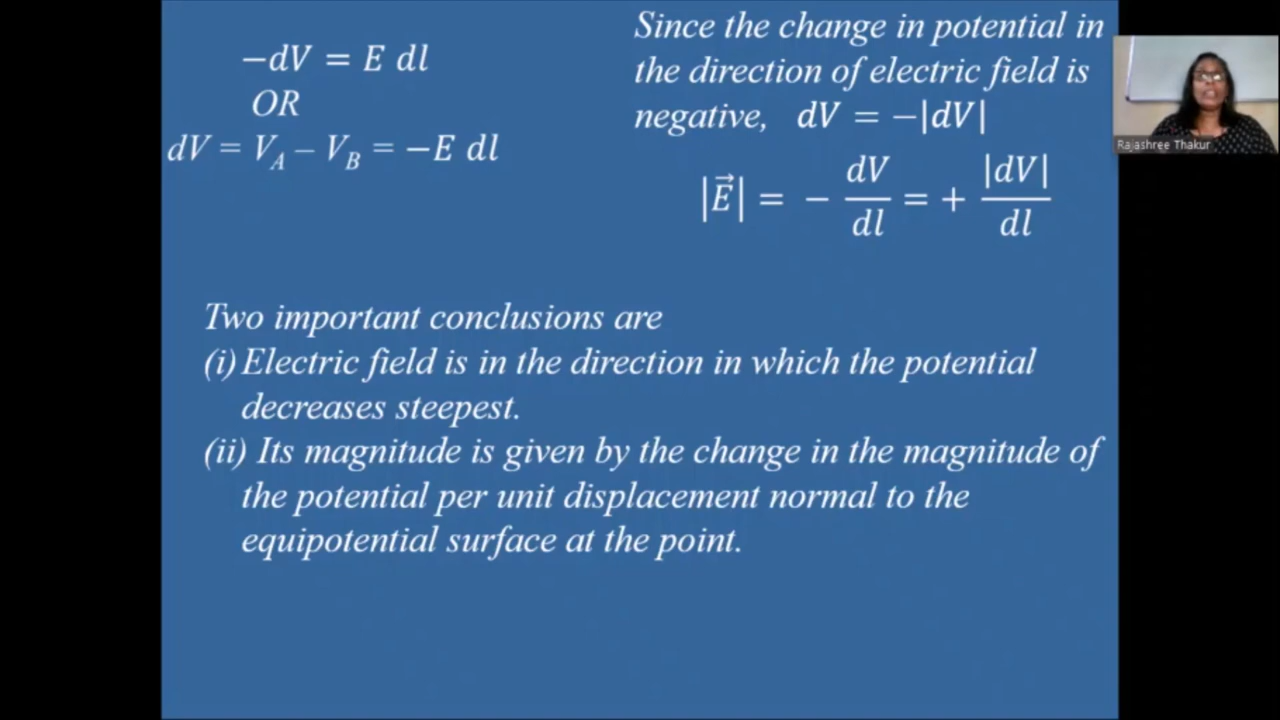 −dV = E dl
OR
dV = V_A – V_B = −E dl
Since the change in potential in
the direction of electric field is
negative, dV = −|dV|
|E⃗| = − dV/dl = + |dV|/dl
Two important conclusions are
(i) Electric field is in the direction in which the potential
decreases steepest.
(ii) Its magnitude is given by the change in the magnitude of
the potential per unit displacement normal to the
equipotential surface at the point.
Rajashree Thakur